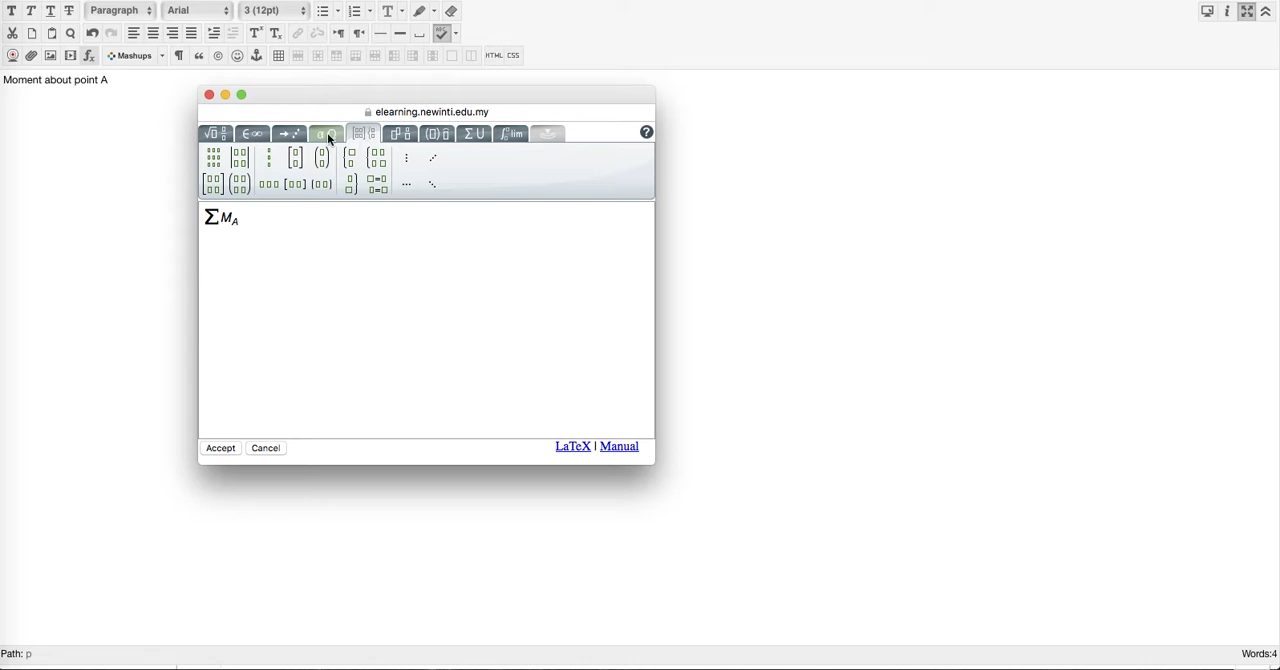 Paragraph Arial 3 (12pt)
Mashups HTML CSS
Moment about point A
elearning.newinti.edu.my
∑M_A
Accept Cancel LaTeX | Manual
Path: p Words:4